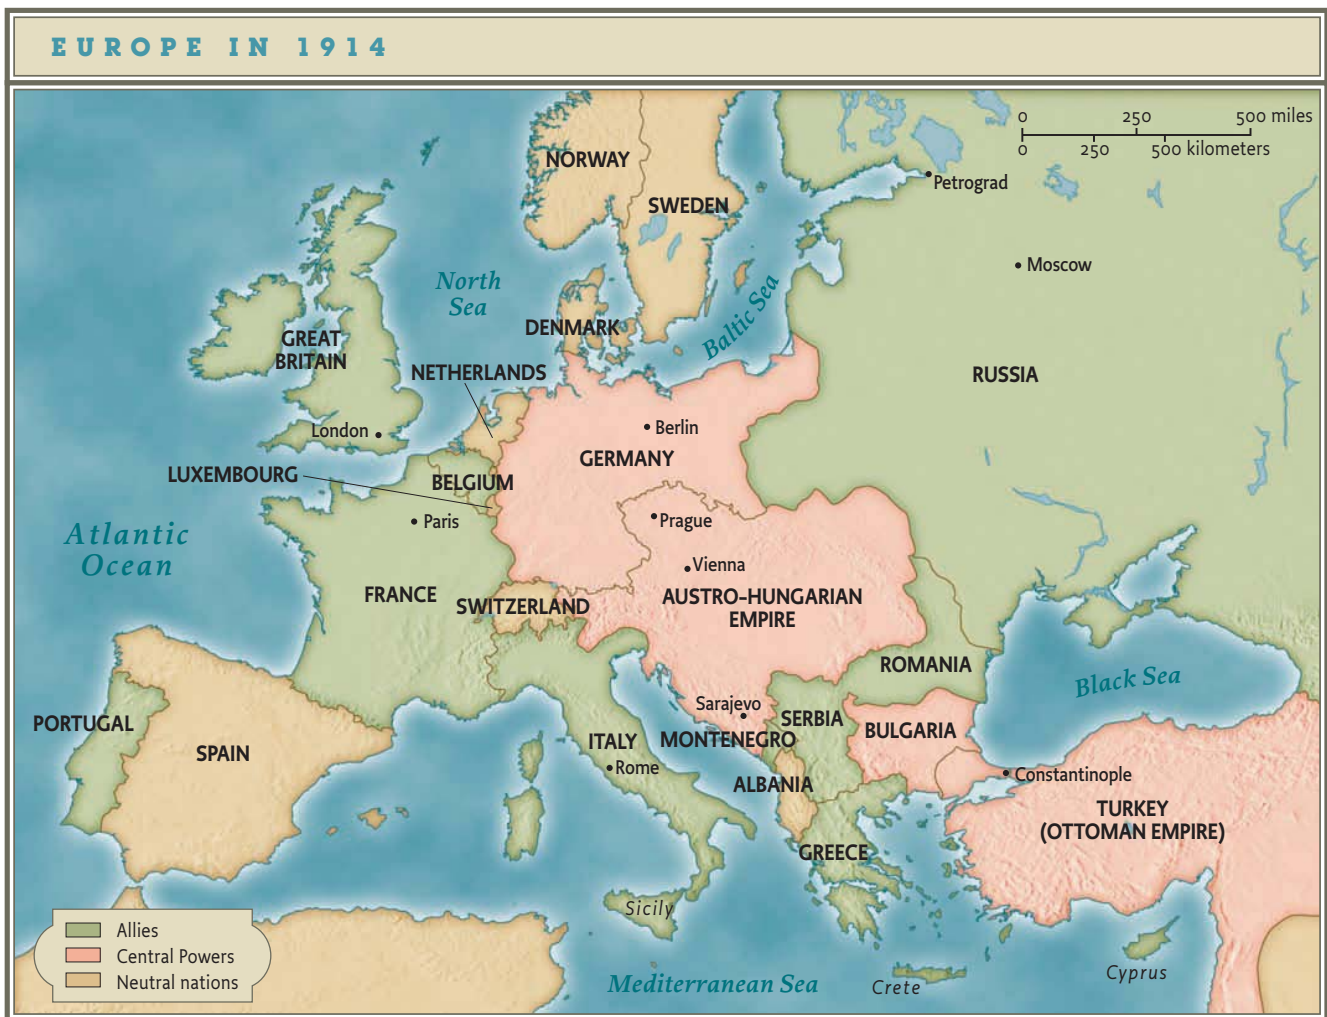 EUROPE IN 1914
0 250 500 miles
0 250 500 kilometers
NORWAY
Petrograd
SWEDEN
Moscow
North
Sea
Baltic Sea
DENMARK
GREAT
BRITAIN
NETHERLANDS
RUSSIA
London
Berlin
GERMANY
LUXEMBOURG
BELGIUM
Paris
Prague
Atlantic
Ocean
Vienna
FRANCE
SWITZERLAND
AUSTRO-HUNGARIAN
EMPIRE
ROMANIA
Black Sea
Sarajevo
PORTUGAL
SERBIA
BULGARIA
SPAIN
ITALY
MONTENEGRO
Rome
Constantinople
ALBANIA
TURKEY
(OTTOMAN EMPIRE)
GREECE
Sicily
Allies
Central Powers
Neutral nations
Mediterranean Sea
Crete
Cyprus